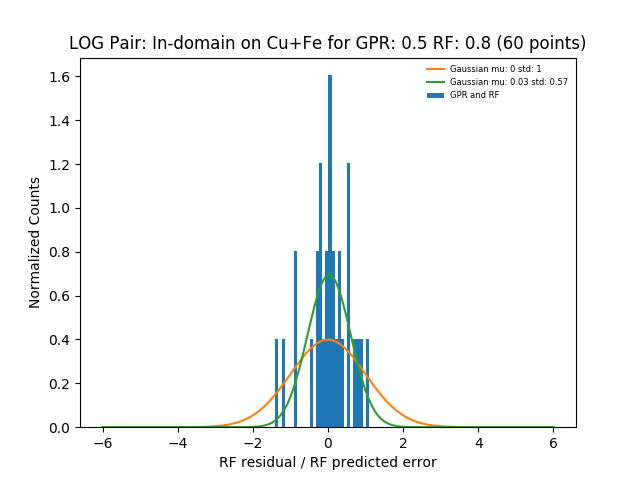 LOG Pair: In-domain on Cu+Fe for GPR: 0.5 RF: 0.8 (60 points)
Gaussian mu: 0 std: 1
Gaussian mu: 0.03 std: 0.57
GPR and RF
Normalized Counts
1.6
1.4
1.2
1.0
0.8
0.6
0.4
0.2
0.0
−6 −4 −2 0 2 4 6
RF residual / RF predicted error